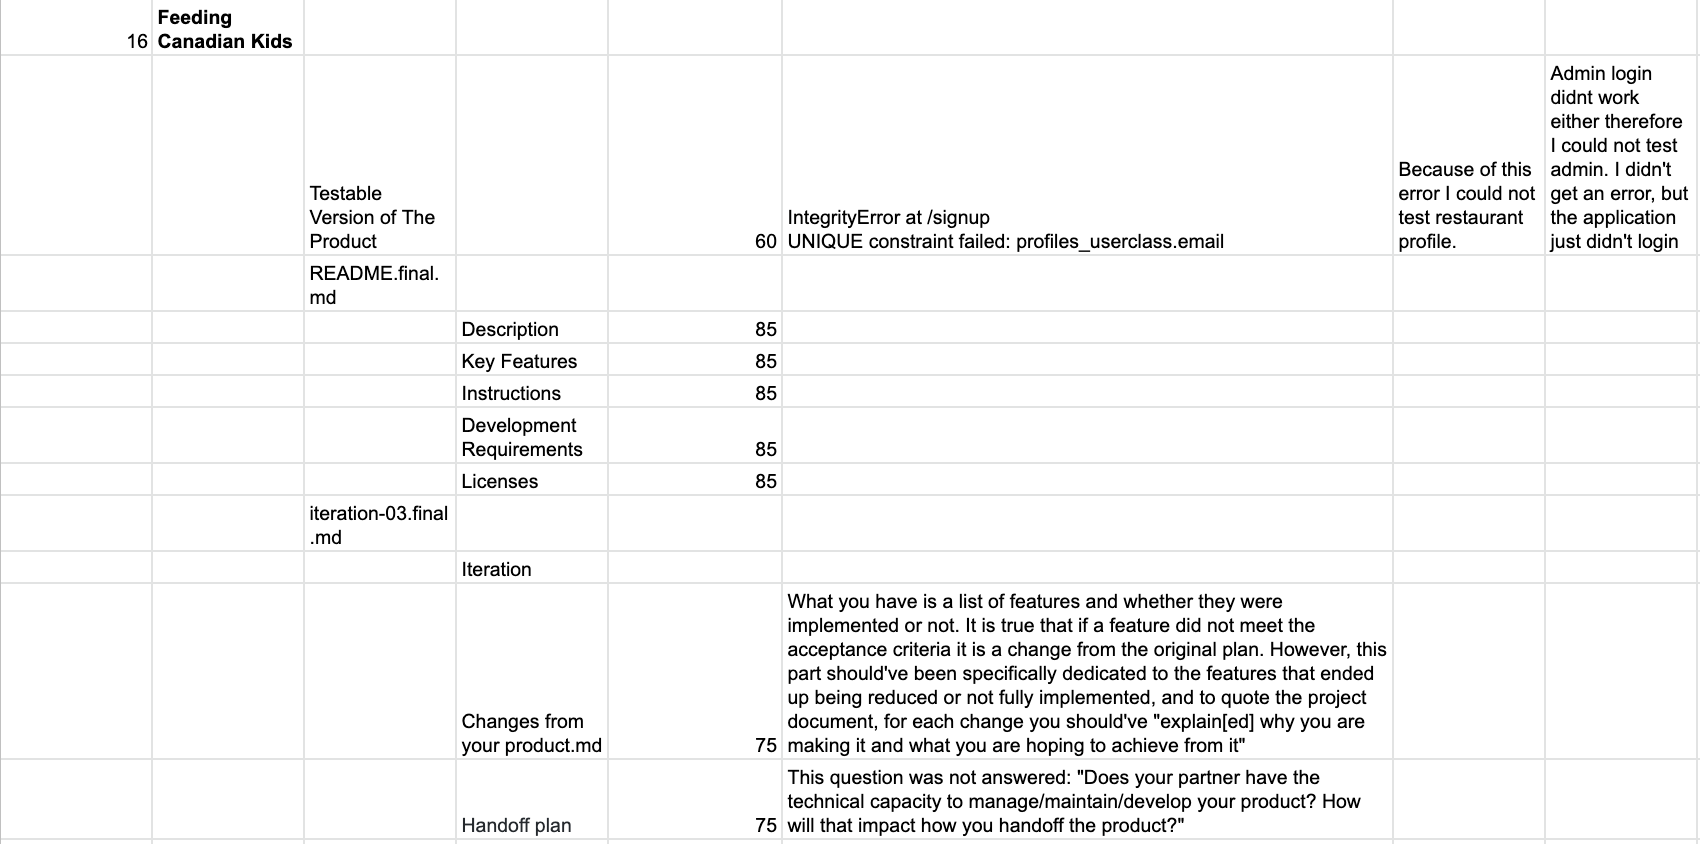 Feeding
16 Canadian Kids
Testable
Version of The
Product
60
IntegrityError at /signup
UNIQUE constraint failed: profiles_userclass.email
Because of this
error I could not
test restaurant
profile.
Admin login
didnt work
either therefore
I could not test
admin. I didn't
get an error, but
the application
just didn't login
README.final.
md
Description 85
Key Features 85
Instructions 85
Development
Requirements 85
Licenses 85
iteration-03.final
.md
Iteration
Changes from
your product.md
75
What you have is a list of features and whether they were
implemented or not. It is true that if a feature did not meet the
acceptance criteria it is a change from the original plan. However, this
part should've been specifically dedicated to the features that ended
up being reduced or not fully implemented, and to quote the project
document, for each change you should've "explain[ed] why you are
making it and what you are hoping to achieve from it"
Handoff plan
75
This question was not answered: "Does your partner have the
technical capacity to manage/maintain/develop your product? How
will that impact how you handoff the product?"